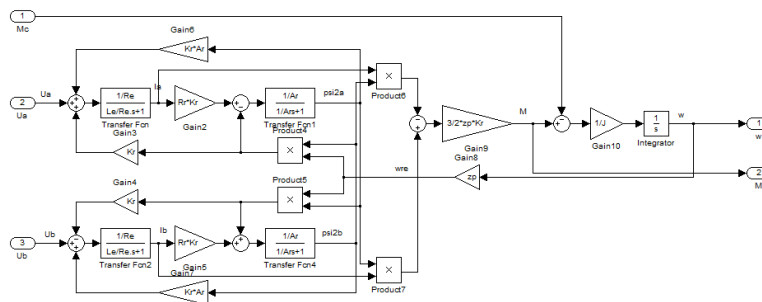 1
Mc
Gain6
Kr*Ar
2
Ua
Ua
1/Re
Le/Re.s+1
Transfer Fcn
Ia
Rr*Kr
Gain2
1/Ar
1/Ars+1
Transfer Fcn1
psi2a
×
Product6
Gain3
Kr
×
Product4
3/2*zp*Kr
Gain9
M
1/J
Gain10
1
s
Integrator
w
1
w
2
M
Gain8
zp
wre
Product5
×
Gain4
Kr
3
Ub
Ub
1/Re
Le/Re.s+1
Transfer Fcn2
Ib
Rr*Kr
Gain5
1/Ar
1/Ars+1
Transfer Fcn4
psi2b
×
Product7
Gain7
Kr*Ar